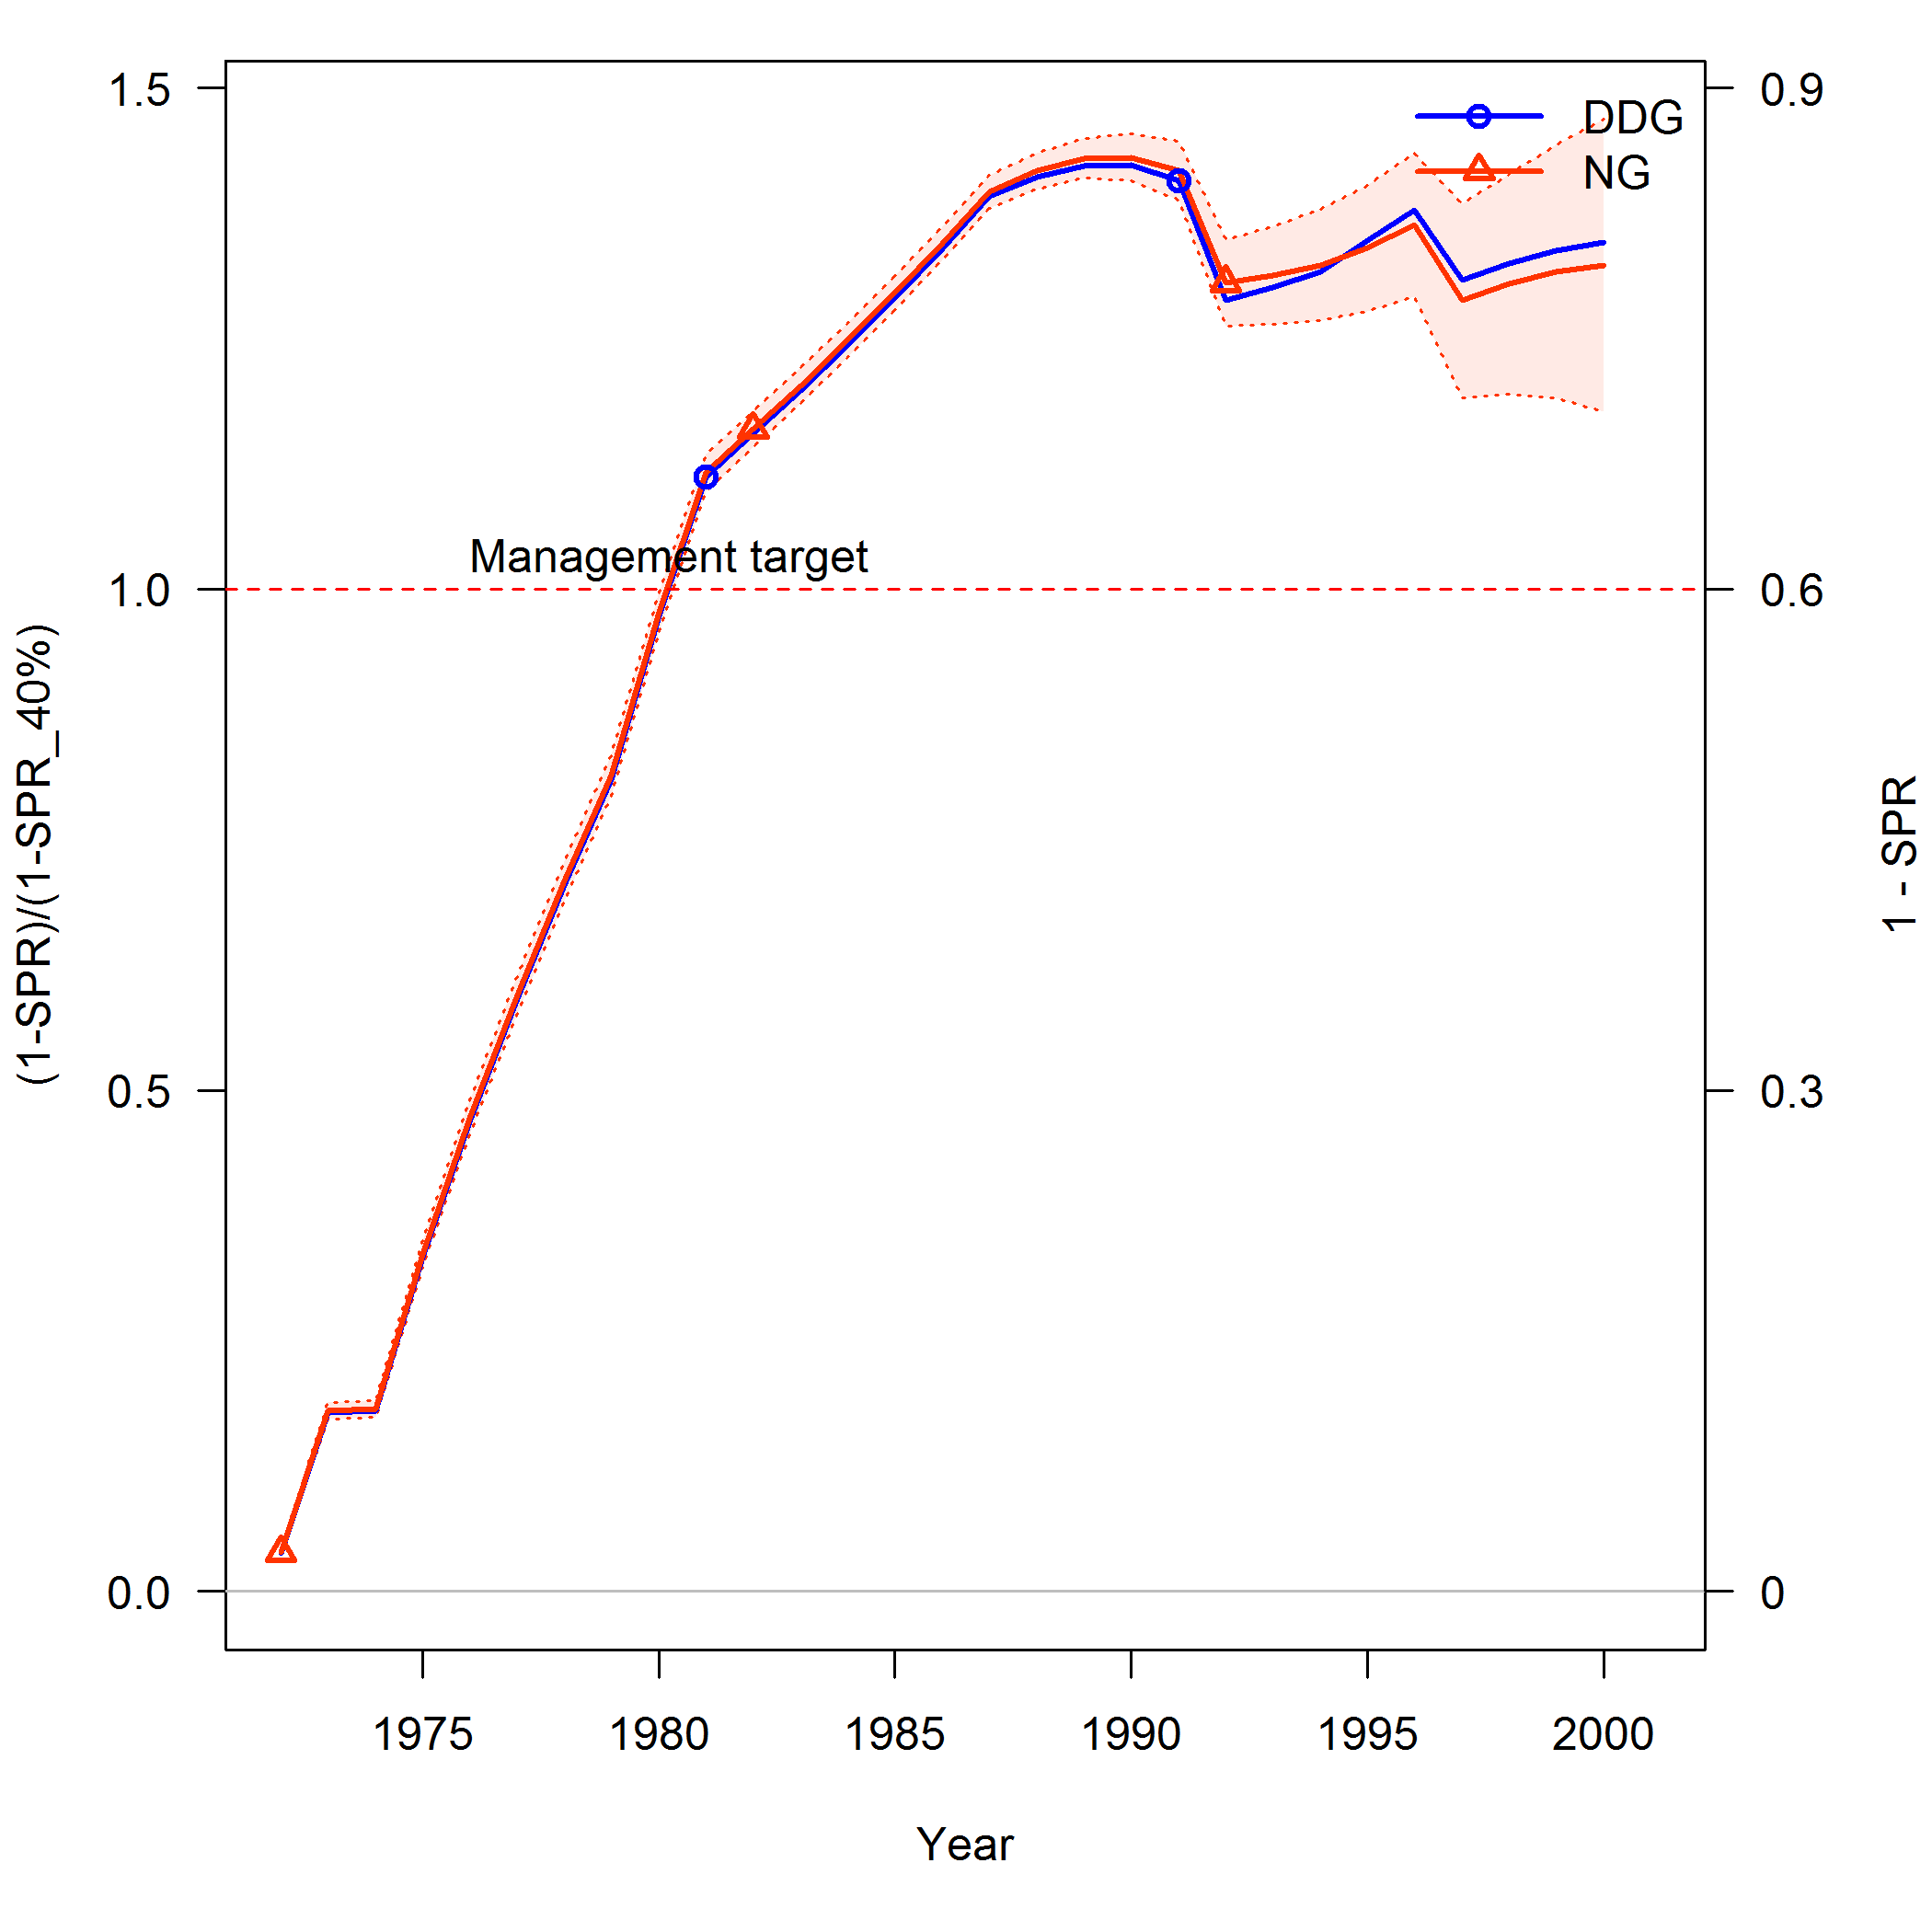 1.5
1.0
0.5
0.0
(1-SPR)/(1-SPR_40%)
DDG
NG
Management target
0.9
0.6
0.3
0
1 - SPR
1975 1980 1985 1990 1995 2000
Year